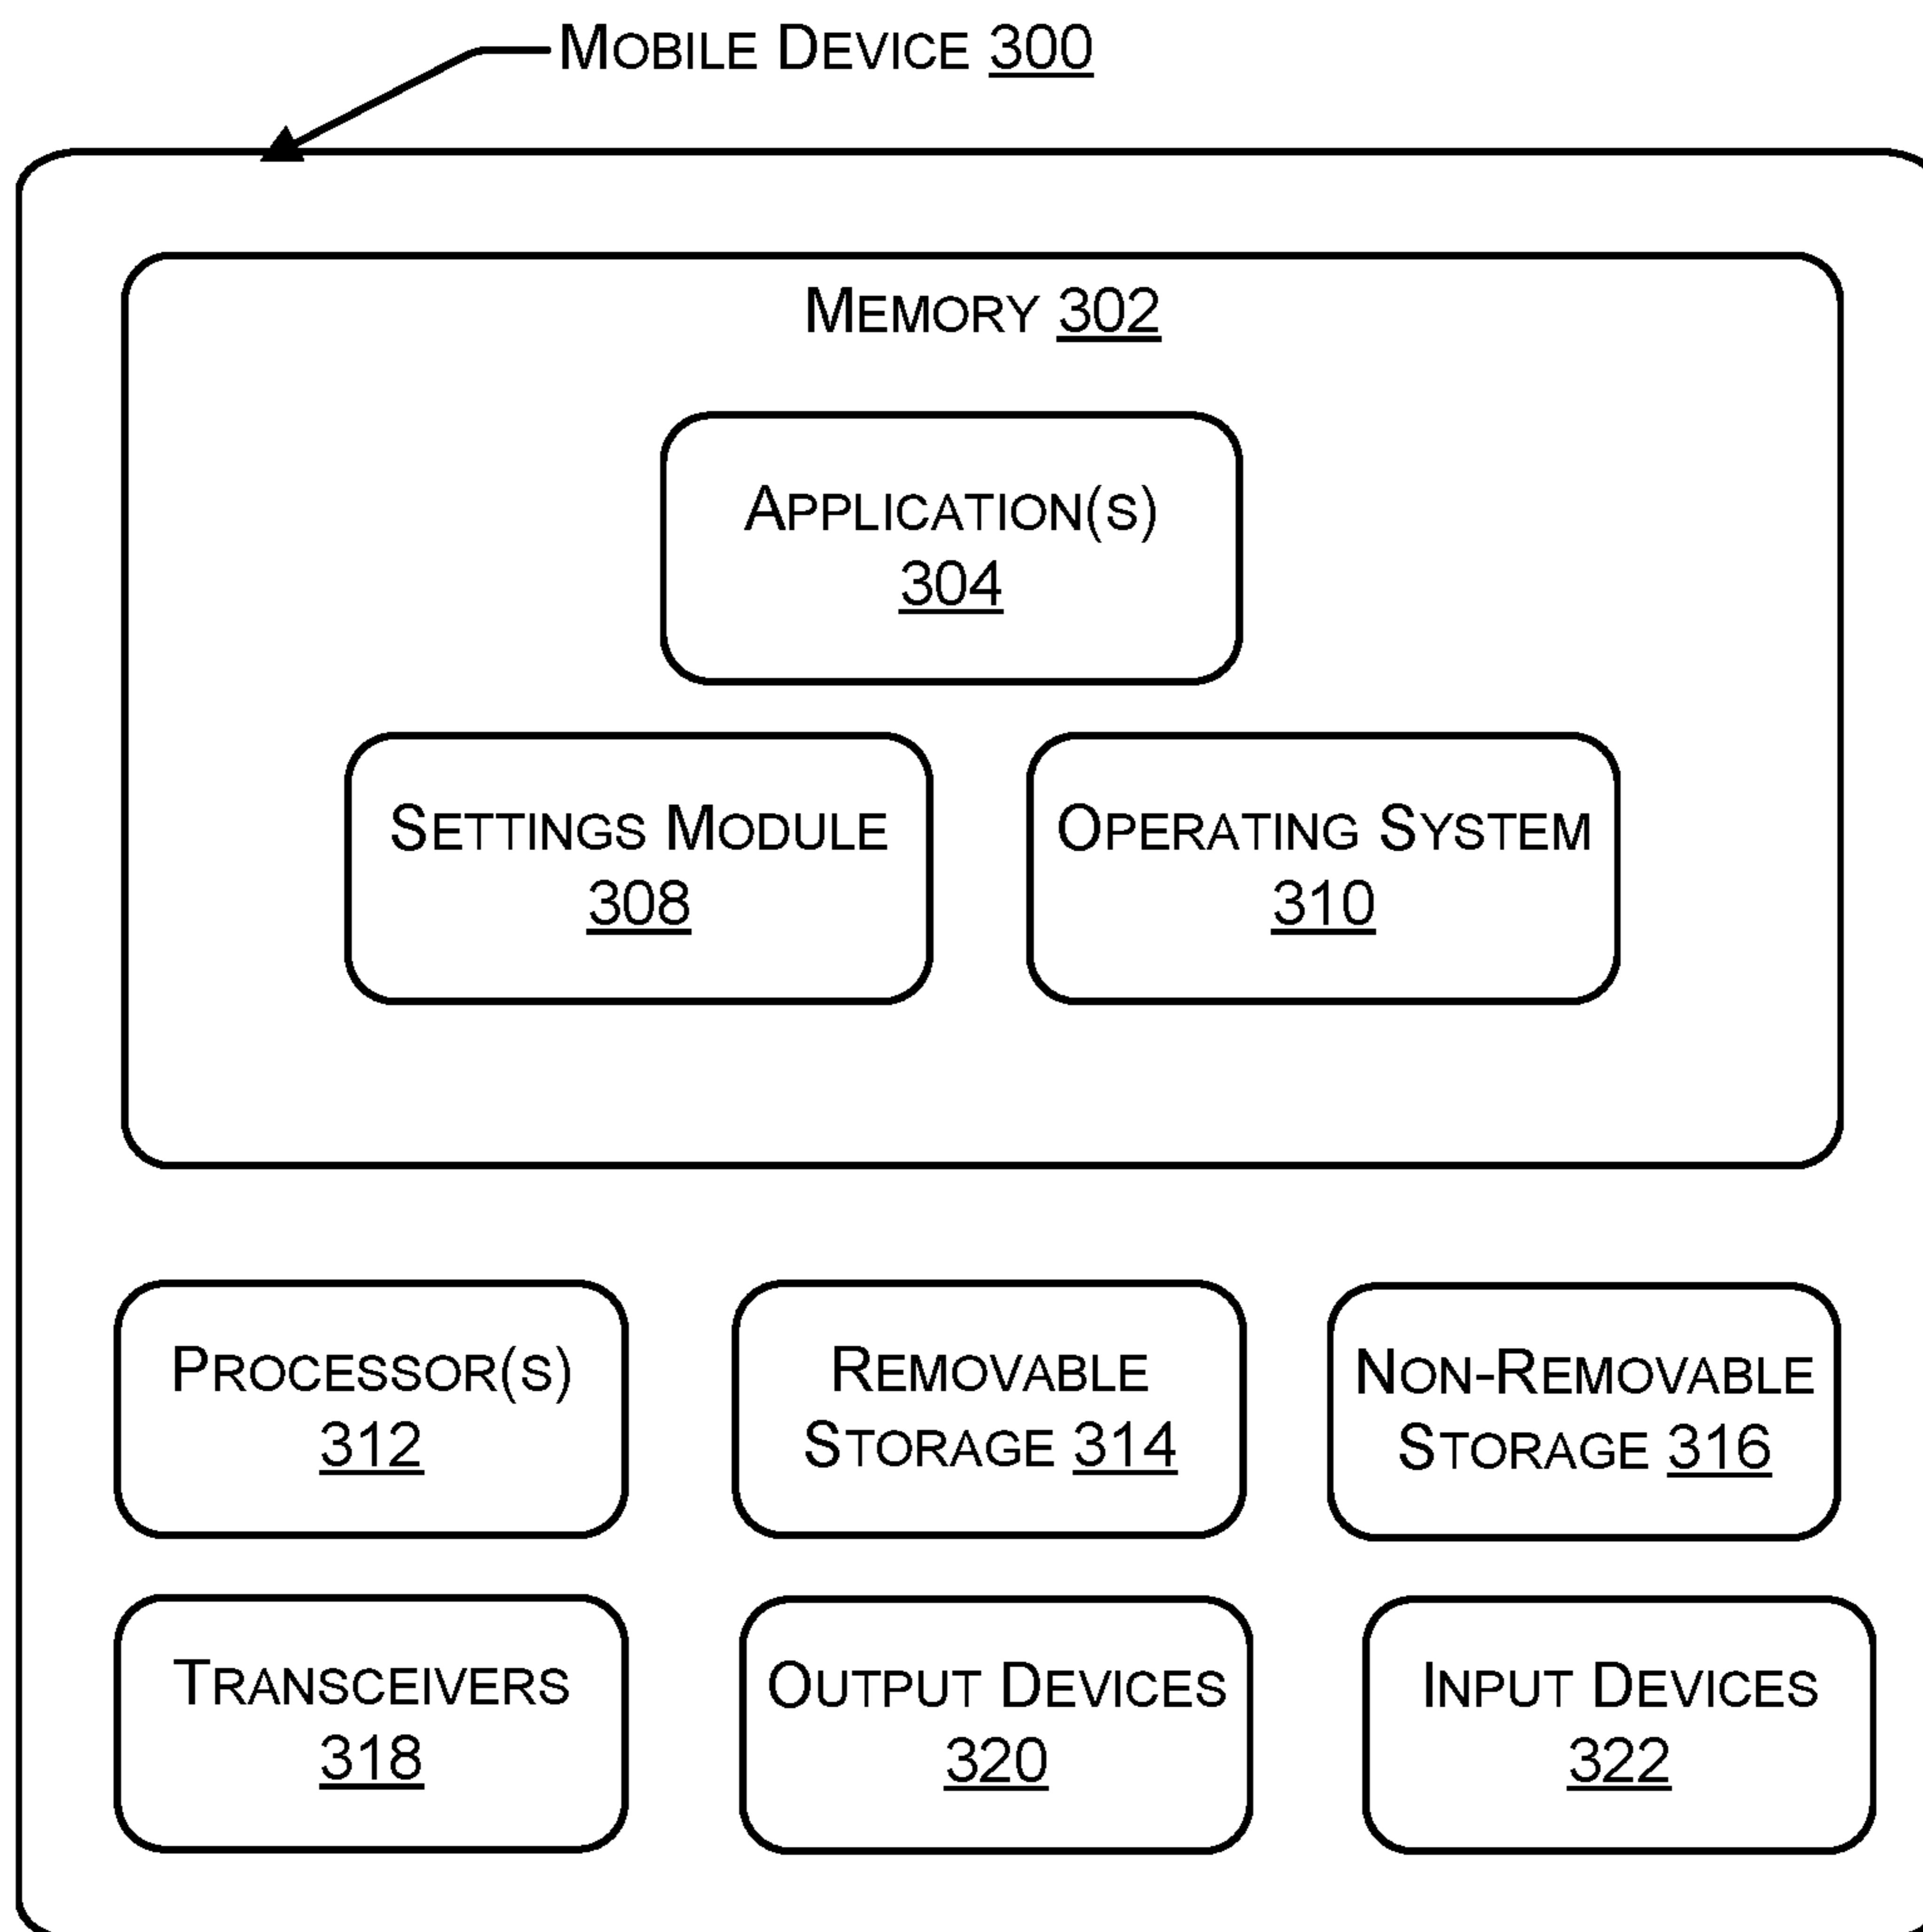 MOBILE DEVICE 300
MEMORY 302
APPLICATION(S)
304
SETTINGS MODULE
308
OPERATING SYSTEM
310
PROCESSOR(S)
312
REMOVABLE
STORAGE 314
NON-REMOVABLE
STORAGE 316
TRANSCEIVERS
318
OUTPUT DEVICES
320
INPUT DEVICES
322